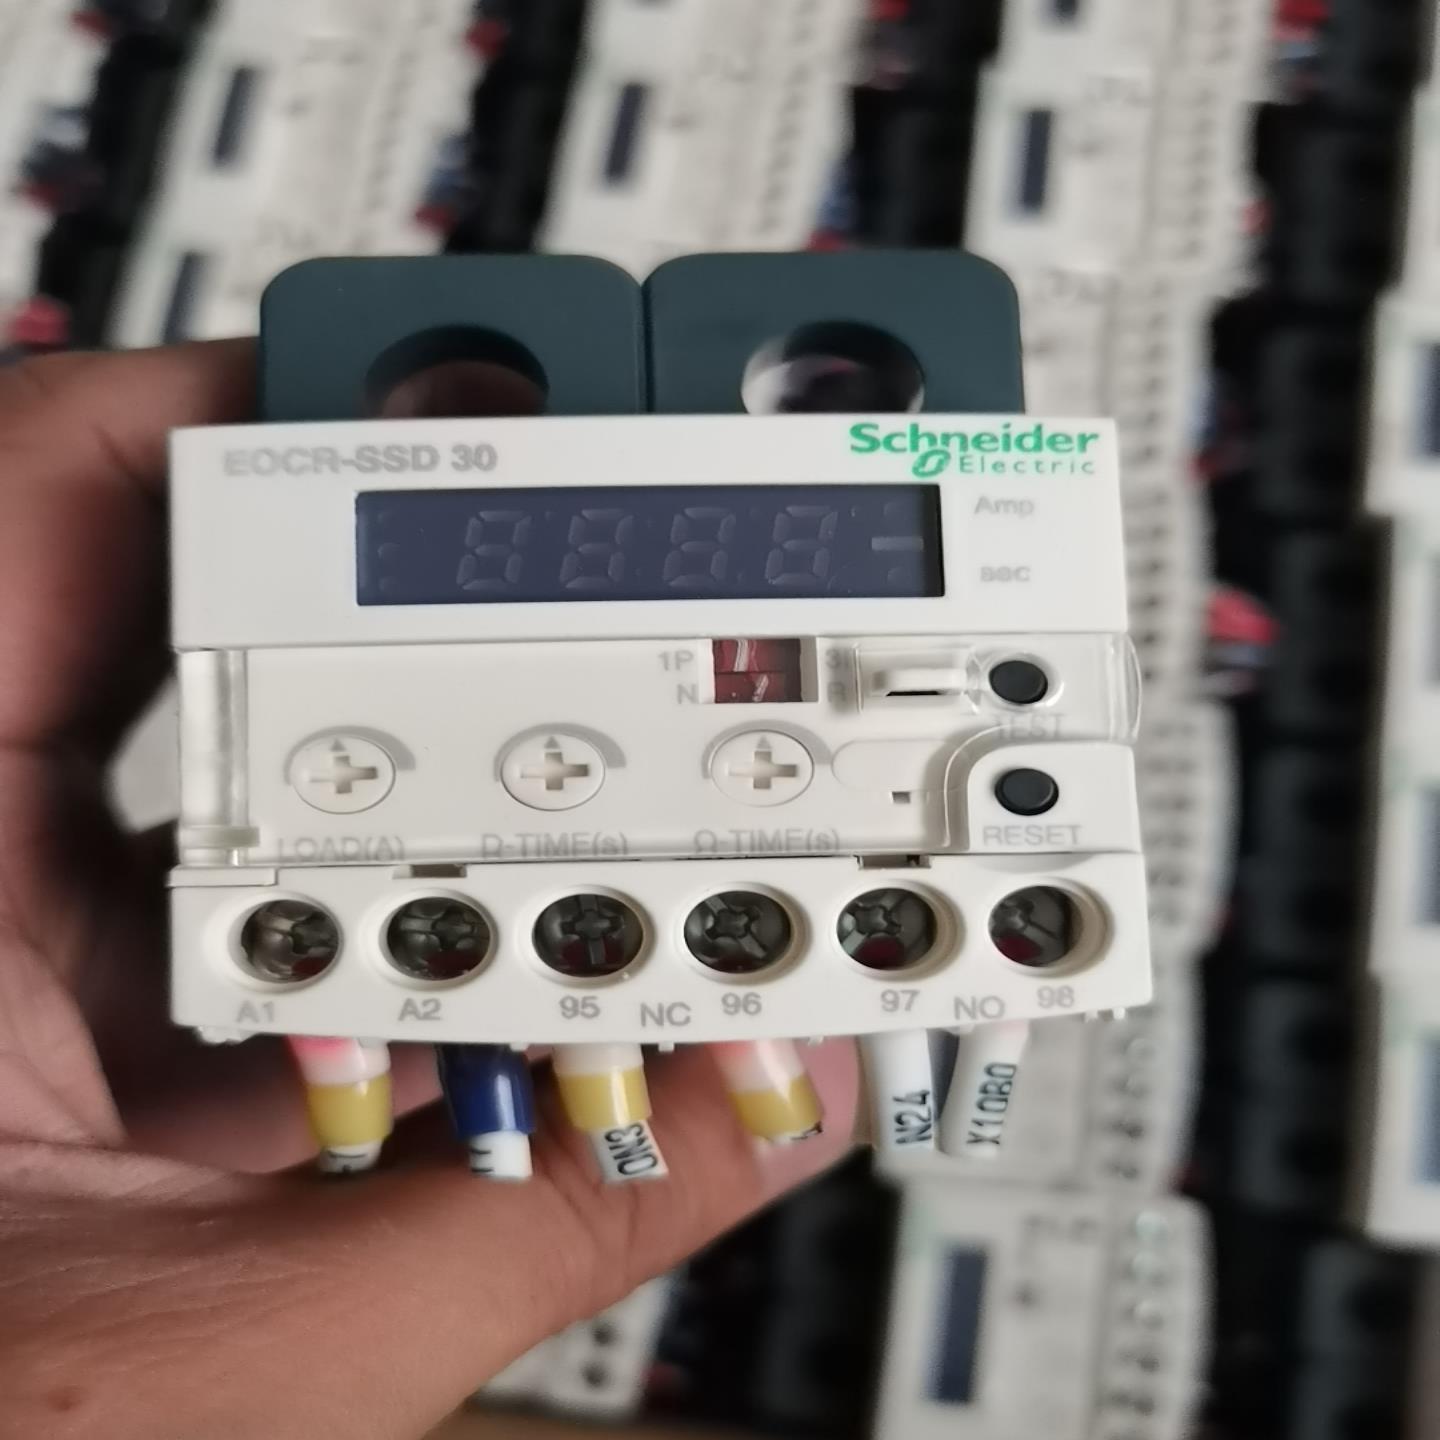 EOCR-SSD 30
Schneider
Electric
Amp
sec
1P
N
R
TEST
RESET
LOAD(A)
D-TIME(s)
O-TIME(s)
A1
A2
95
NC
96
97
NO
98
ON3
N24
X10B0